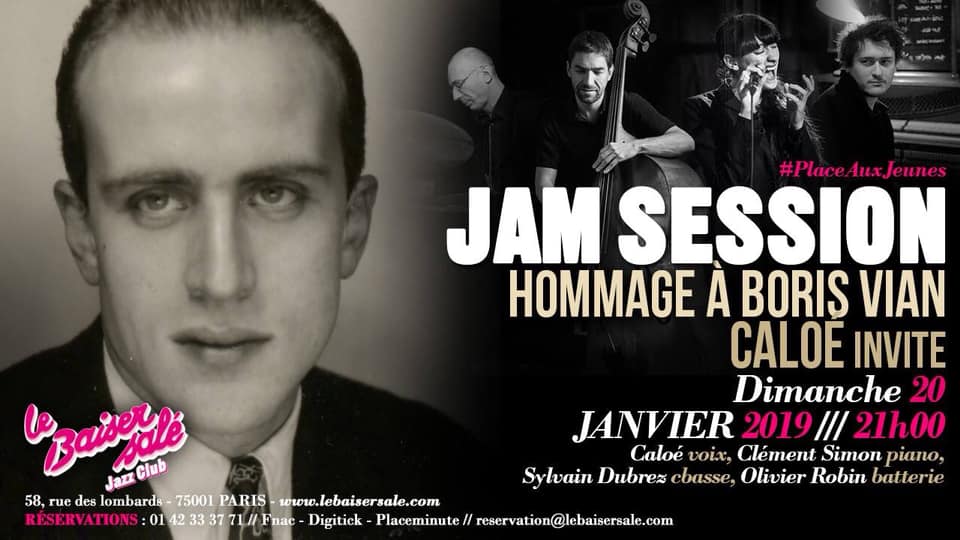 #PlaceAuxJeunes
JAM SESSION
HOMMAGE À BORIS VIAN
CALOÉ INVITE
Dimanche 20
JANVIER 2019 /// 21h00
Caloé voix, Clément Simon piano,
Sylvain Dubrez cbasse, Olivier Robin batterie
le
Baiser
salé
Jazz Club
58, rue des lombards - 75001 PARIS - www.lebaisersale.com
RÉSERVATIONS : 01 42 33 37 71 // Fnac - Digitick - Placeminute // reservation@lebaisersale.com